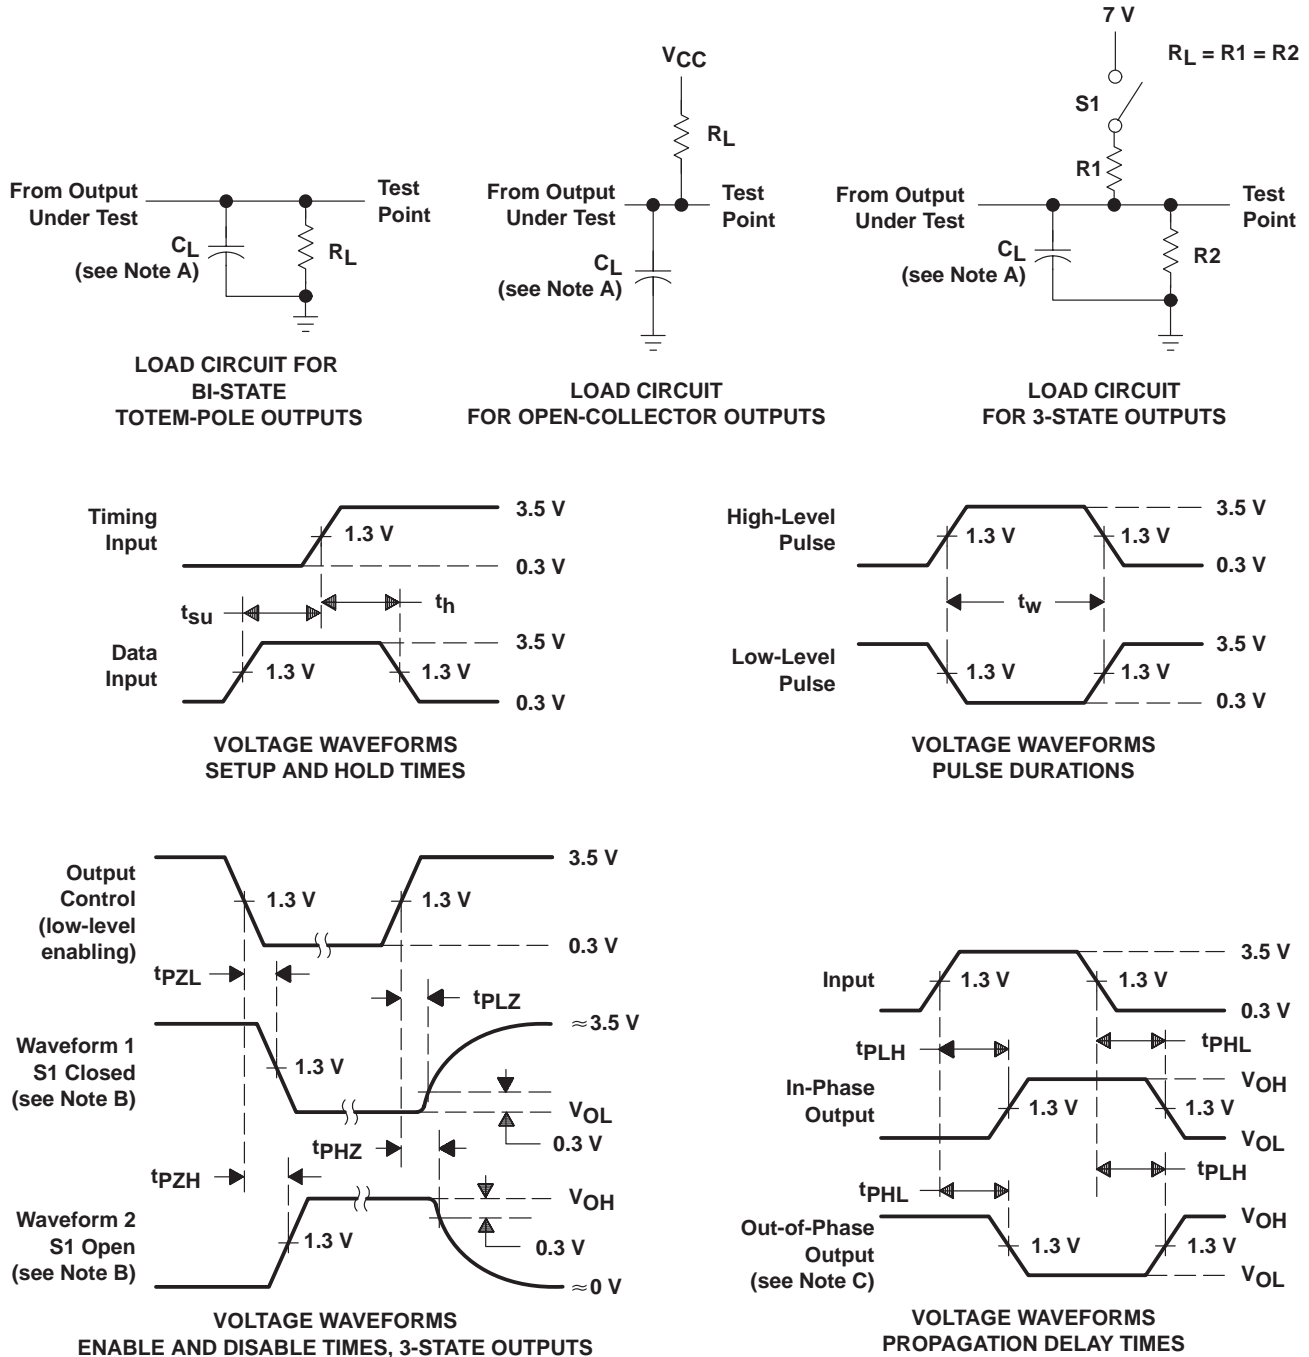 From Output
Under Test
Test
Point
CL
(see Note A)
RL
LOAD CIRCUIT FOR
BI-STATE
TOTEM-POLE OUTPUTS
VCC
RL
From Output
Under Test
Test
Point
CL
(see Note A)
LOAD CIRCUIT
FOR OPEN-COLLECTOR OUTPUTS
7 V
RL = R1 = R2
S1
R1
From Output
Under Test
Test
Point
CL
(see Note A)
R2
LOAD CIRCUIT
FOR 3-STATE OUTPUTS
Timing
Input
1.3 V
3.5 V
0.3 V
tsu
th
Data
Input
1.3 V
1.3 V
3.5 V
0.3 V
VOLTAGE WAVEFORMS
SETUP AND HOLD TIMES
High-Level
Pulse
1.3 V
1.3 V
3.5 V
0.3 V
tw
Low-Level
Pulse
1.3 V
1.3 V
3.5 V
0.3 V
VOLTAGE WAVEFORMS
PULSE DURATIONS
Output
Control
(low-level
enabling)
1.3 V
1.3 V
3.5 V
0.3 V
tPZL
tPLZ
Waveform 1
S1 Closed
(see Note B)
1.3 V
≈3.5 V
VOL
0.3 V
tPHZ
tPZH
Waveform 2
S1 Open
(see Note B)
1.3 V
VOH
0.3 V
≈0 V
VOLTAGE WAVEFORMS
ENABLE AND DISABLE TIMES, 3-STATE OUTPUTS
Input
1.3 V
1.3 V
3.5 V
0.3 V
tPLH
tPHL
In-Phase
Output
1.3 V
1.3 V
VOH
VOL
tPHL
tPLH
Out-of-Phase
Output
(see Note C)
1.3 V
1.3 V
VOH
VOL
VOLTAGE WAVEFORMS
PROPAGATION DELAY TIMES